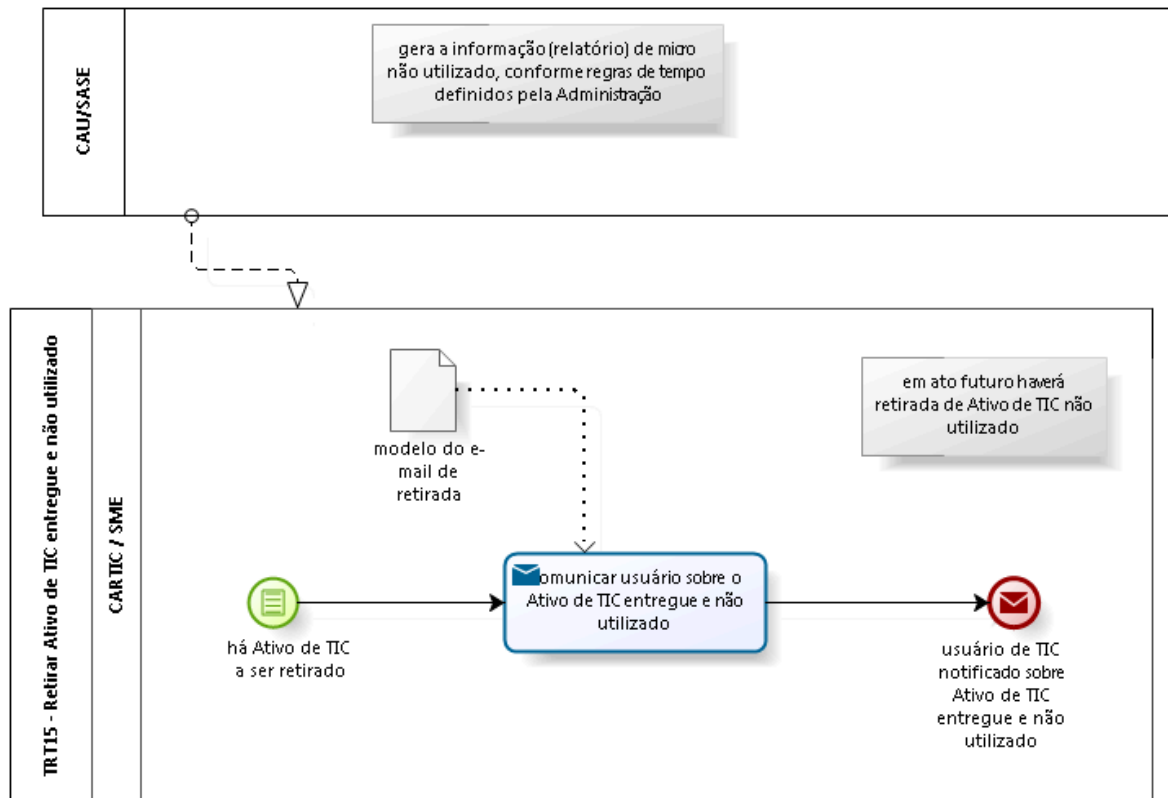 CAU/SASE
gera a informação (relatório) de micro
não utilizado, conforme regras de tempo
definidos pela Administração
TRT15 - Retirar Ativo de TIC entregue e não utilizado
CARTIC / SME
modelo do e-
mail de
retirada
em ato futuro haverá
retirada de Ativo de TIC não
utilizado
há Ativo de TIC
a ser retirado
omunicar usuário sobre o
Ativo de TIC entregue e não
utilizado
usuário de TIC
notificado sobre
Ativo de TIC
entregue e não
utilizado